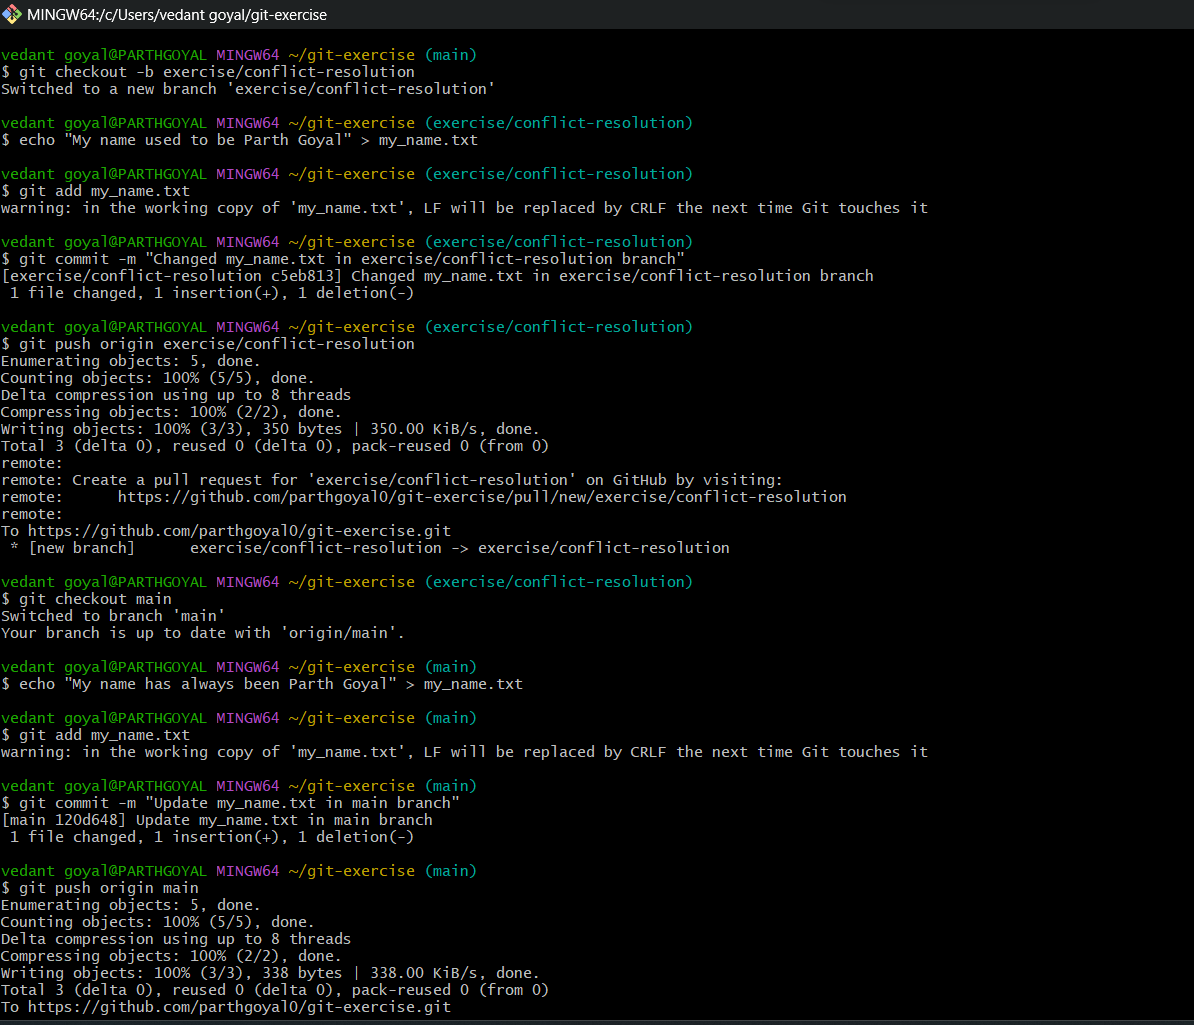 MINGW64:/c/Users/vedant goyal/git-exercise
vedant goyal@PARTHGOYAL MINGW64 ~/git-exercise (main)
$ git checkout -b exercise/conflict-resolution
Switched to a new branch 'exercise/conflict-resolution'
vedant goyal@PARTHGOYAL MINGW64 ~/git-exercise (exercise/conflict-resolution)
$ echo "My name used to be Parth Goyal" > my_name.txt
vedant goyal@PARTHGOYAL MINGW64 ~/git-exercise (exercise/conflict-resolution)
$ git add my_name.txt
warning: in the working copy of 'my_name.txt', LF will be replaced by CRLF the next time Git touches it
vedant goyal@PARTHGOYAL MINGW64 ~/git-exercise (exercise/conflict-resolution)
$ git commit -m "Changed my_name.txt in exercise/conflict-resolution branch"
[exercise/conflict-resolution c5eb813] Changed my_name.txt in exercise/conflict-resolution branch
 1 file changed, 1 insertion(+), 1 deletion(-)
vedant goyal@PARTHGOYAL MINGW64 ~/git-exercise (exercise/conflict-resolution)
$ git push origin exercise/conflict-resolution
Enumerating objects: 5, done.
Counting objects: 100% (5/5), done.
Delta compression using up to 8 threads
Compressing objects: 100% (2/2), done.
Writing objects: 100% (3/3), 350 bytes | 350.00 KiB/s, done.
Total 3 (delta 0), reused 0 (delta 0), pack-reused 0 (from 0)
remote:
remote: Create a pull request for 'exercise/conflict-resolution' on GitHub by visiting:
remote:      https://github.com/parthgoyal0/git-exercise/pull/new/exercise/conflict-resolution
remote:
To https://github.com/parthgoyal0/git-exercise.git
 * [new branch]      exercise/conflict-resolution -> exercise/conflict-resolution
vedant goyal@PARTHGOYAL MINGW64 ~/git-exercise (exercise/conflict-resolution)
$ git checkout main
Switched to branch 'main'
Your branch is up to date with 'origin/main'.
vedant goyal@PARTHGOYAL MINGW64 ~/git-exercise (main)
$ echo "My name has always been Parth Goyal" > my_name.txt
vedant goyal@PARTHGOYAL MINGW64 ~/git-exercise (main)
$ git add my_name.txt
warning: in the working copy of 'my_name.txt', LF will be replaced by CRLF the next time Git touches it
vedant goyal@PARTHGOYAL MINGW64 ~/git-exercise (main)
$ git commit -m "Update my_name.txt in main branch"
[main 120d648] Update my_name.txt in main branch
 1 file changed, 1 insertion(+), 1 deletion(-)
vedant goyal@PARTHGOYAL MINGW64 ~/git-exercise (main)
$ git push origin main
Enumerating objects: 5, done.
Counting objects: 100% (5/5), done.
Delta compression using up to 8 threads
Compressing objects: 100% (2/2), done.
Writing objects: 100% (3/3), 338 bytes | 338.00 KiB/s, done.
Total 3 (delta 0), reused 0 (delta 0), pack-reused 0 (from 0)
To https://github.com/parthgoyal0/git-exercise.git